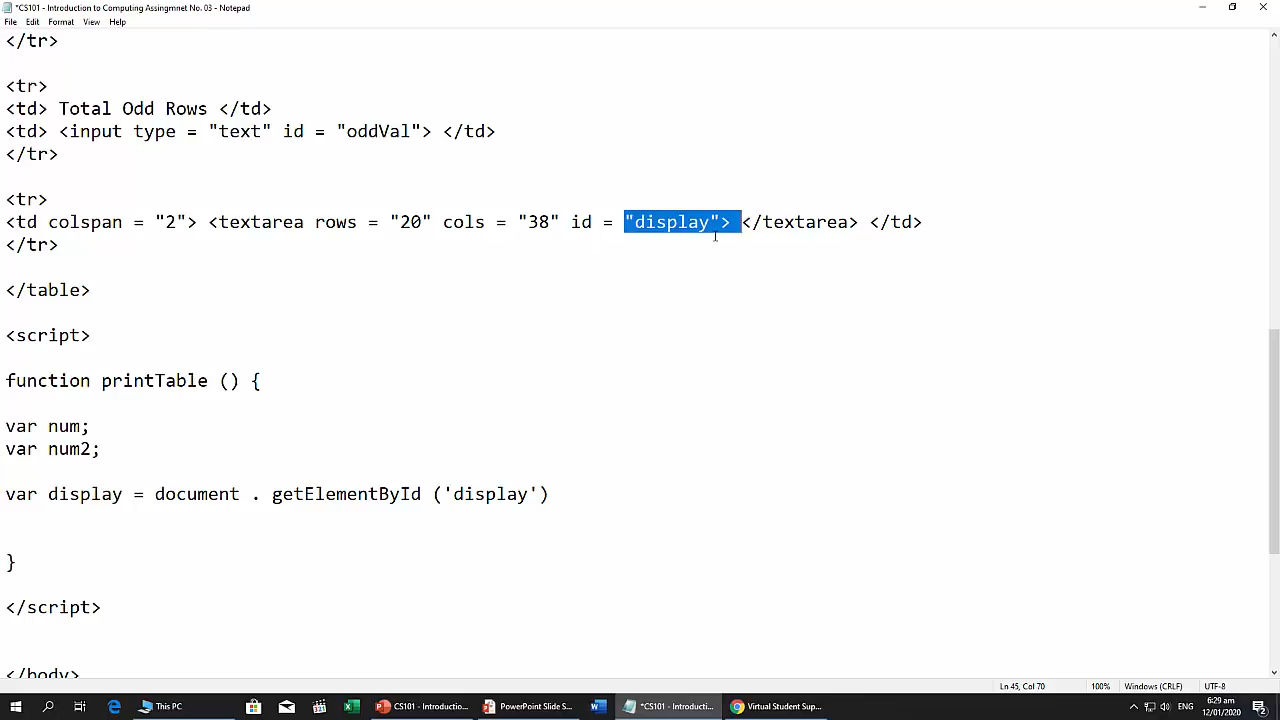 *CS101 - Introduction to Computing Assingmnet No. 03 - Notepad
File Edit Format View Help
</tr>
<tr>
<td> Total Odd Rows </td>
<td> <input type = "text" id = "oddVal"> </td>
</tr>
<tr>
<td colspan = "2"> <textarea rows = "20" cols = "38" id = "display"> </textarea> </td>
</tr>
</table>
<script>
function printTable () {
var num;
var num2;
var display = document . getElementById ('display')
}
</script>
</body>
Ln 45, Col 70 100% Windows (CRLF) UTF-8
This PC CS101 - Introductio... PowerPoint Slide S... *CS101 - Introducti... Virtual Student Sup... ENG 6:29 am
12/01/2020 2